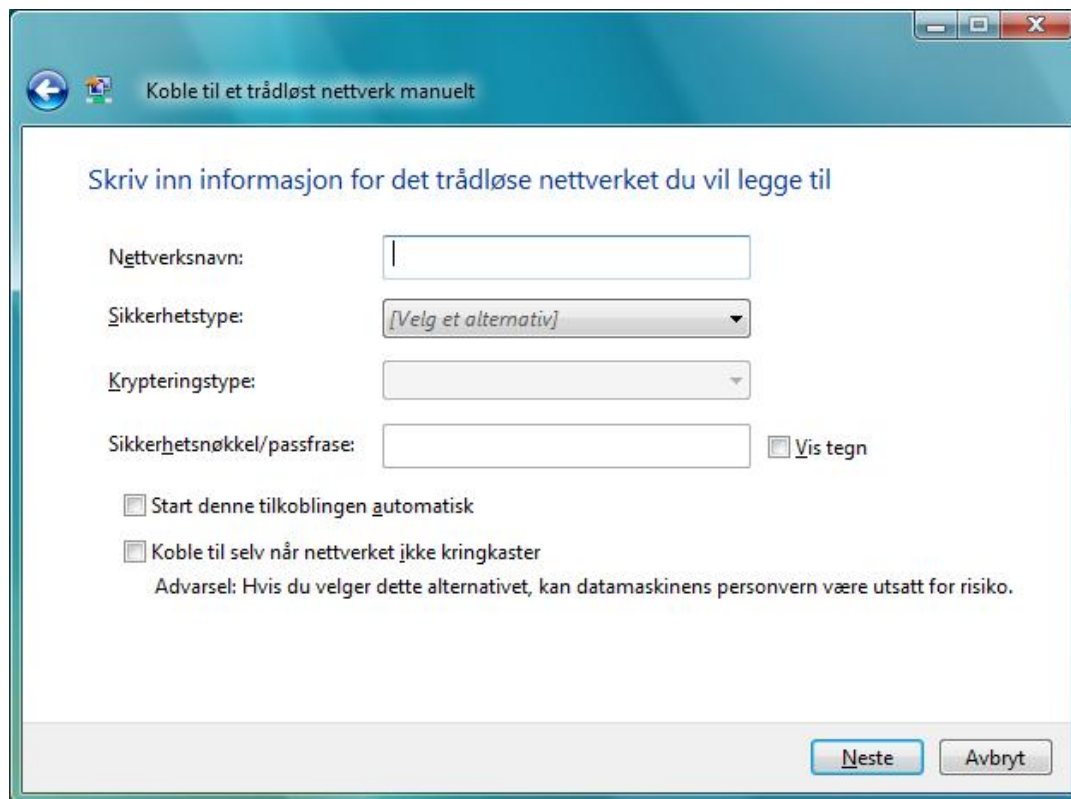 Koble til et trådløst nettverk manuelt
Skriv inn informasjon for det trådløse nettverket du vil legge til
Nettverksnavn:
Sikkerhetstype:
[Velg et alternativ]
Krypteringstype:
Sikkerhetsnøkkel/passfrase:
Vis tegn
Start denne tilkoblingen automatisk
Koble til selv når nettverket ikke kringkaster
Advarsel: Hvis du velger dette alternativet, kan datamaskinens personvern være utsatt for risiko.
Neste
Avbryt